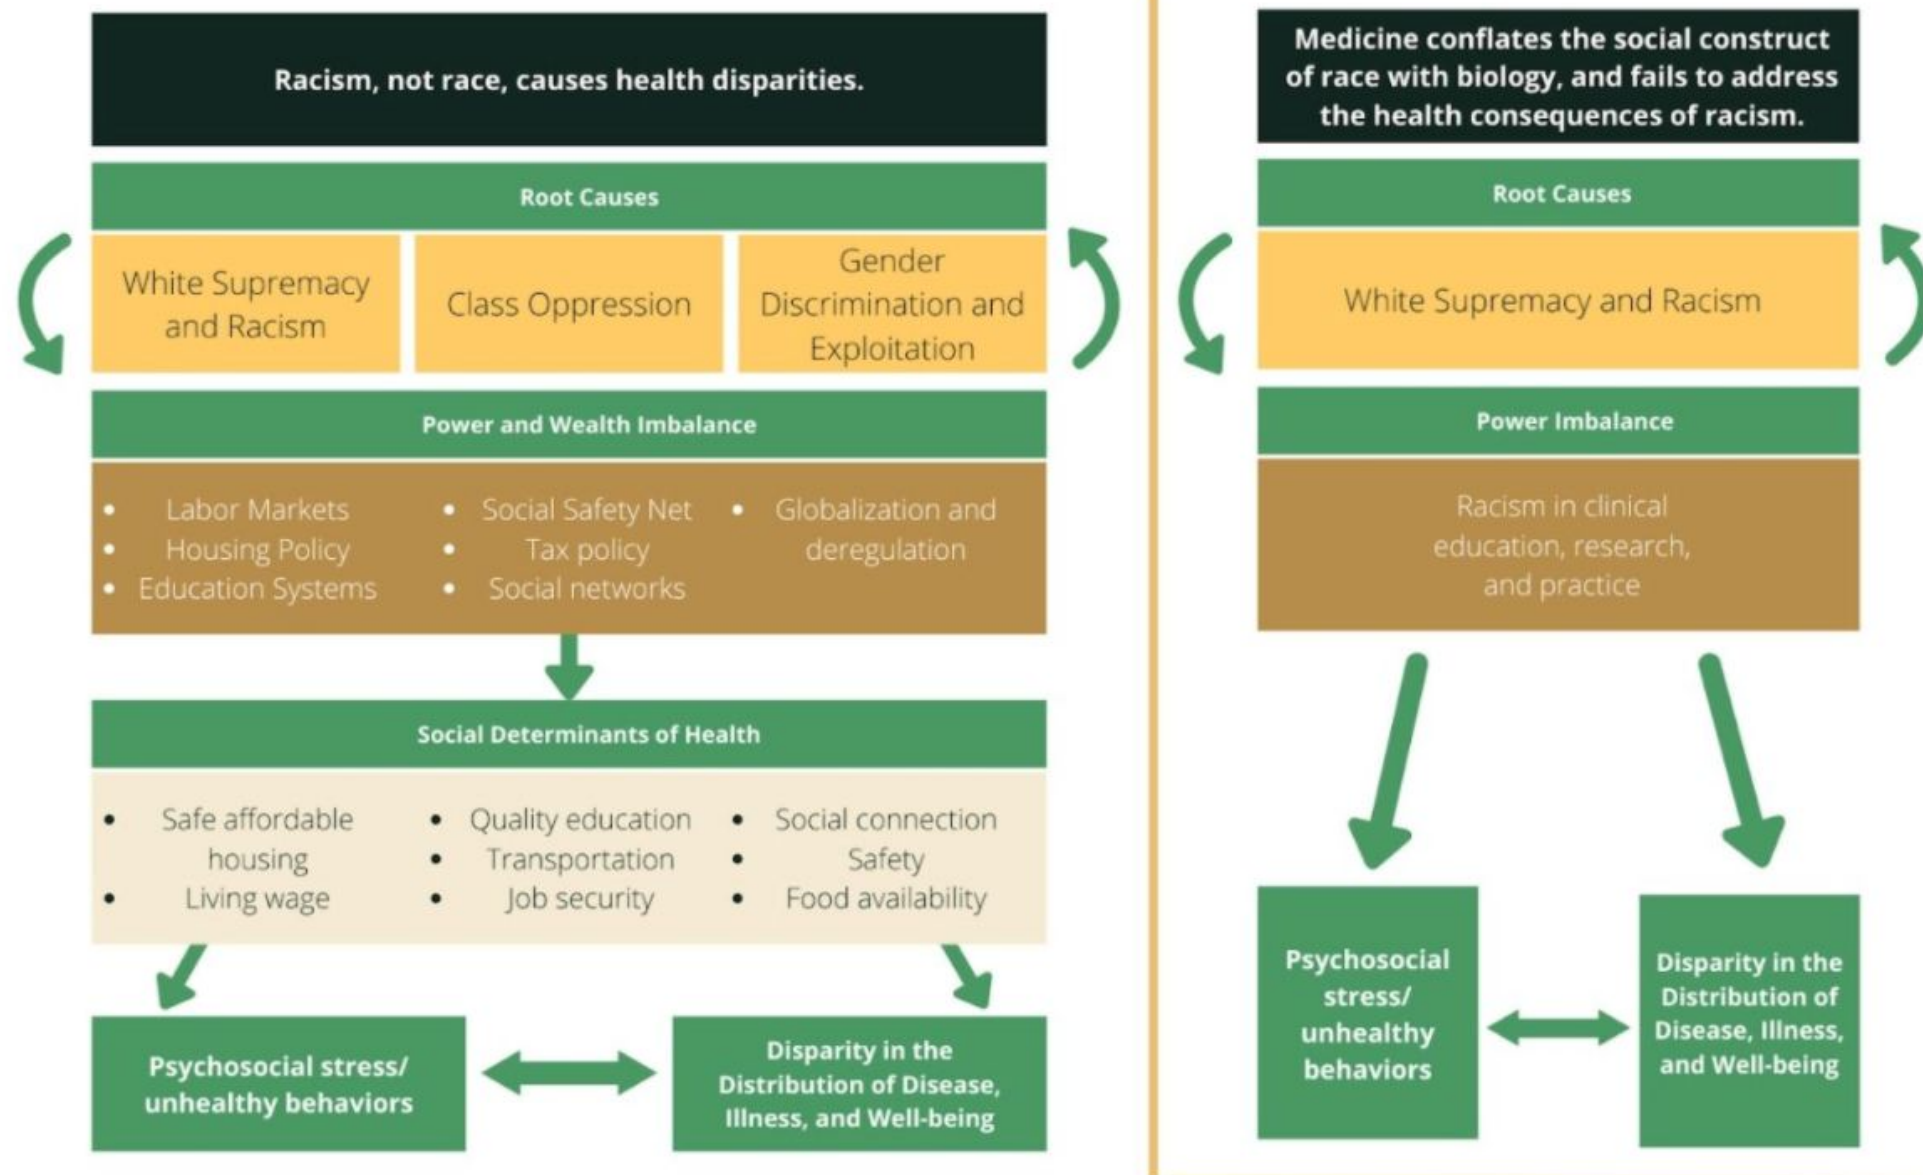 Racism, not race, causes health disparities.
Root Causes
White Supremacy
and Racism
Class Oppression
Gender
Discrimination and
Exploitation
Power and Wealth Imbalance
• Labor Markets
• Housing Policy
• Education Systems
• Social Safety Net
• Tax policy
• Social networks
• Globalization and
deregulation
Social Determinants of Health
• Safe affordable
housing
• Living wage
• Quality education
• Transportation
• Job security
• Social connection
• Safety
• Food availability
Psychosocial stress/
unhealthy behaviors
Disparity in the
Distribution of Disease,
Illness, and Well-being
Medicine conflates the social construct
of race with biology, and fails to address
the health consequences of racism.
Root Causes
White Supremacy and Racism
Power Imbalance
Racism in clinical
education, research,
and practice
Psychosocial
stress/
unhealthy
behaviors
Disparity in the
Distribution of
Disease, Illness,
and Well-being